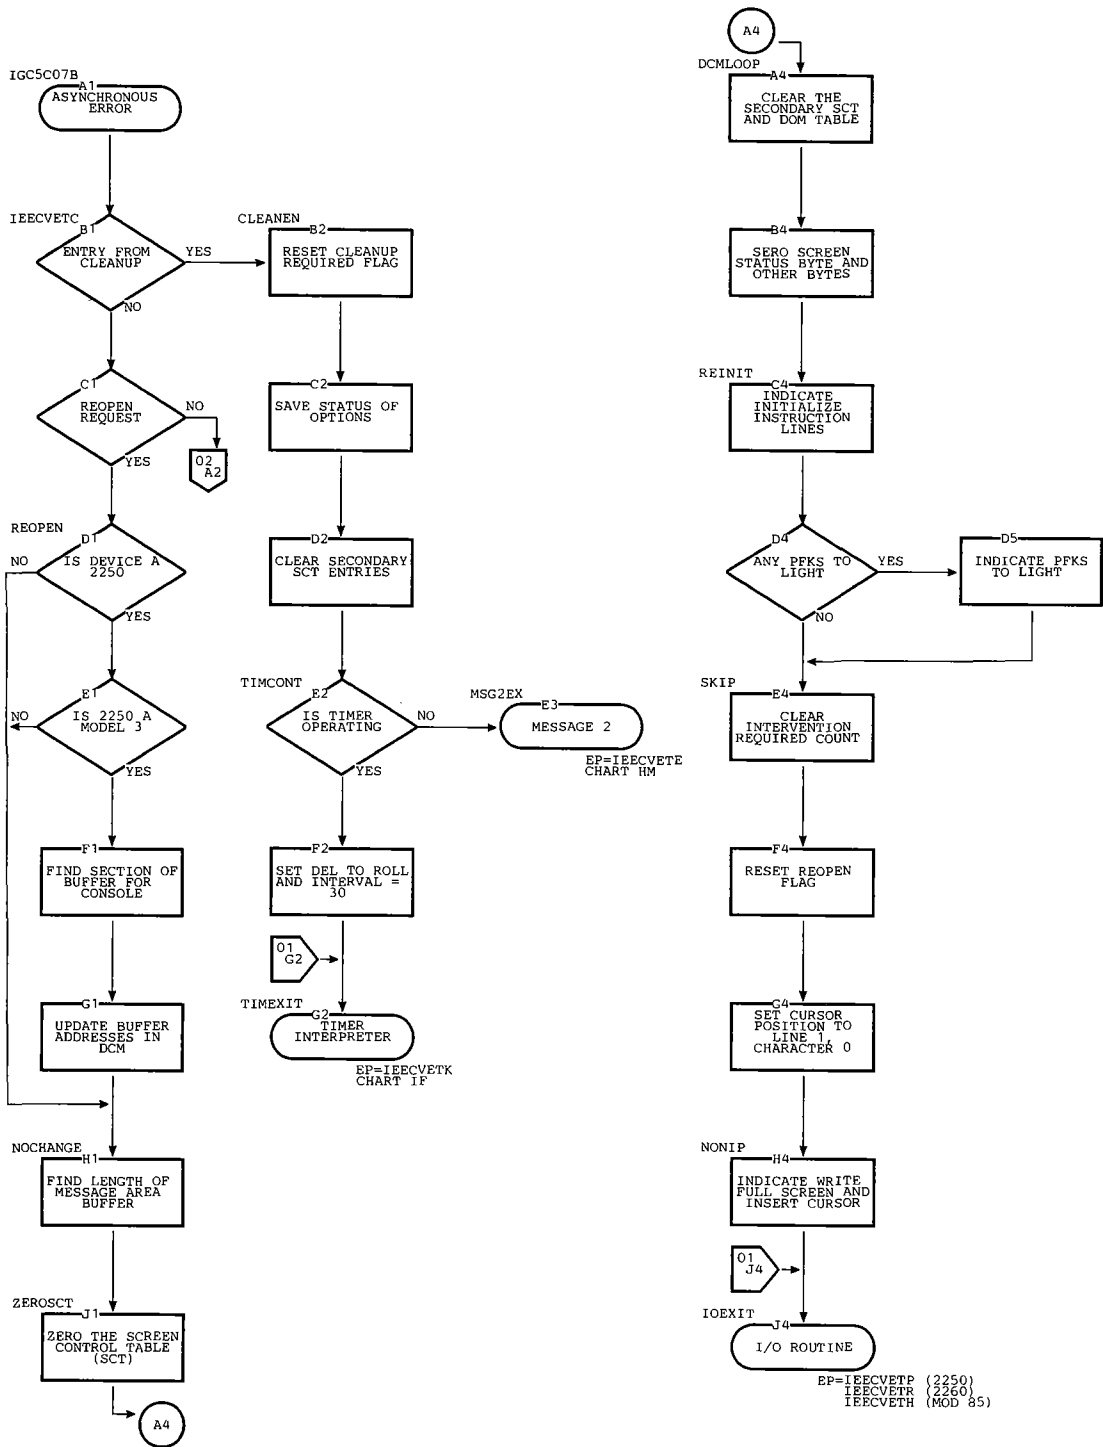 IGC5C07B
A1
ASYNCHRONOUS
ERROR
IEECVETC
B1
ENTRY FROM
CLEANUP
YES
NO
C1
REOPEN
REQUEST
NO
YES
02
A2
REOPEN
D1
NO
IS DEVICE A
2250
YES
E1
NO
IS 2250 A
MODEL 3
YES
F1
FIND SECTION OF
BUFFER FOR
CONSOLE
G1
UPDATE BUFFER
ADDRESSES IN
DCM
NOCHANGE
H1
FIND LENGTH OF
MESSAGE AREA
BUFFER
ZEROSCT
J1
ZERO THE SCREEN
CONTROL TABLE
(SCT)
A4
CLEANEN
B2
RESET CLEANUP
REQUIRED FLAG
C2
SAVE STATUS OF
OPTIONS
D2
CLEAR SECONDARY
SCT ENTRIES
TIMCONT
E2
IS TIMER
OPERATING
NO
YES
MSG2EX
E3
MESSAGE 2
EP=IEECVETE
CHART HM
F2
SET DEL TO ROLL
AND INTERVAL =
30
01
G2
TIMEXIT
G2
TIMER
INTERPRETER
EP=IEECVETK
CHART IF
A4
DCMLOOP
A4
CLEAR THE
SECONDARY SCT
AND DOM TABLE
B4
SERO SCREEN
STATUS BYTE AND
OTHER BYTES
REINIT
C4
INDICATE
INITIALIZE
INSTRUCTION
LINES
D4
ANY PFKS TO
LIGHT
YES
NO
D5
INDICATE PFKS
TO LIGHT
SKIP
E4
CLEAR
INTERVENTION
REQUIRED COUNT
F4
RESET REOPEN
FLAG
G4
SET CURSOR
POSITION TO
LINE 1,
CHARACTER 0
NONIP
H4
INDICATE WRITE
FULL SCREEN AND
INSERT CURSOR
01
J4
IOEXIT
J4
I/O ROUTINE
EP=IEECVETP (2250)
IEECVETR (2260)
IEECVETH (MOD 85)